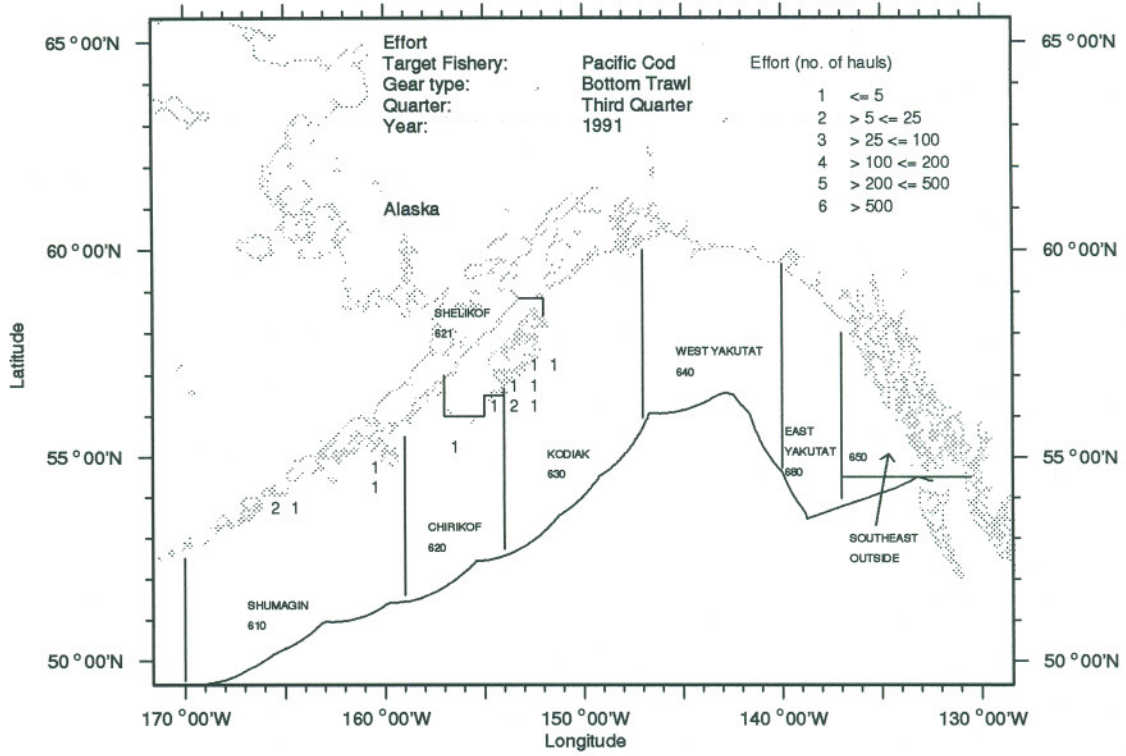 65 °00'N
65 °00'N
Effort
Target Fishery: Pacific Cod
Gear type: Bottom Trawl
Quarter: Third Quarter
Year: 1991
Effort (no. of hauls)
1 <= 5
2 > 5 <= 25
3 > 25 <= 100
4 > 100 <= 200
5 > 200 <= 500
6 > 500
Alaska
60 °00'N
60 °00'N
SHELIKOF
621
Latitude
WEST YAKUTAT
640
1 1
1 1
1 2 1
1
EAST
YAKUTAT
680
650
55 °00'N
55 °00'N
KODIAK
630
1
1
2 1
CHIRIKOF
620
SOUTHEAST
OUTSIDE
SHUMAGIN
610
50 °00'N
50 °00'N
170 °00'W 160 °00'W 150 °00'W 140 °00'W 130 °00'W
Longitude